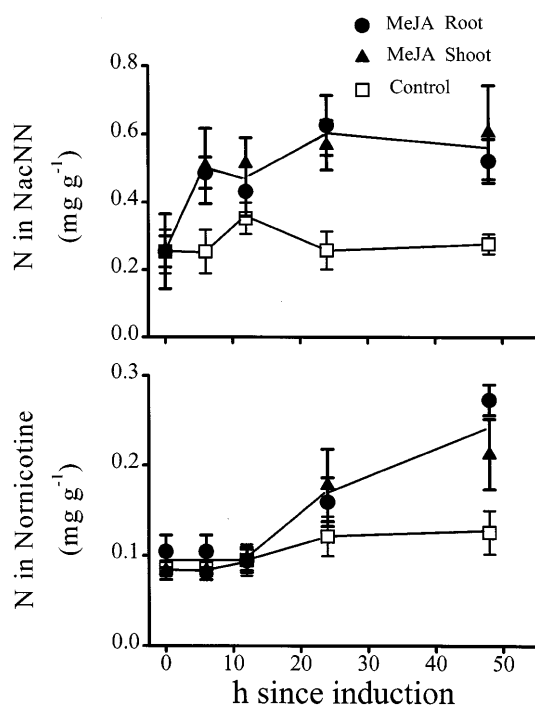 MeJA Root
MeJA Shoot
Control
N in NacNN
(mg g⁻¹)
0.8
0.6
0.4
0.2
0.0
N in Nornicotine
(mg g⁻¹)
0.3
0.2
0.1
0.0
0 10 20 30 40 50
h since induction